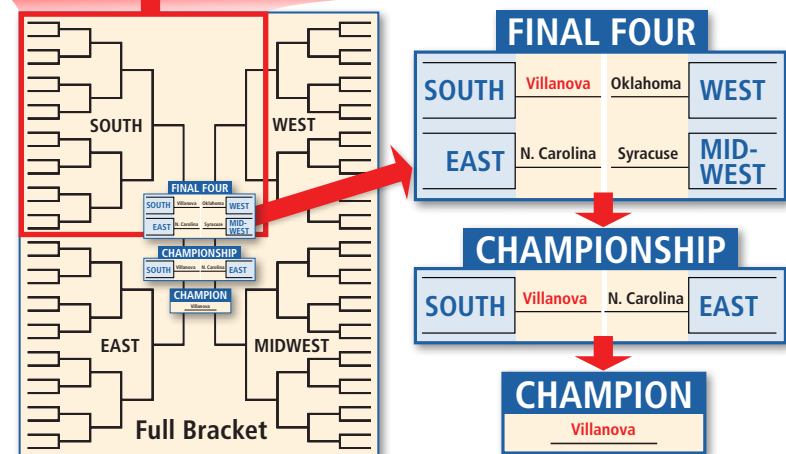 SOUTH
WEST
FINAL FOUR
SOUTH Villanova Oklahoma WEST
EAST N. Carolina Syracuse MID-
WEST
CHAMPIONSHIP
SOUTH Villanova N. Carolina EAST
CHAMPION
Villanova
EAST
MIDWEST
Full Bracket
FINAL FOUR
SOUTH Villanova Oklahoma WEST
EAST N. Carolina Syracuse MID-
WEST
CHAMPIONSHIP
SOUTH Villanova N. Carolina EAST
CHAMPION
Villanova